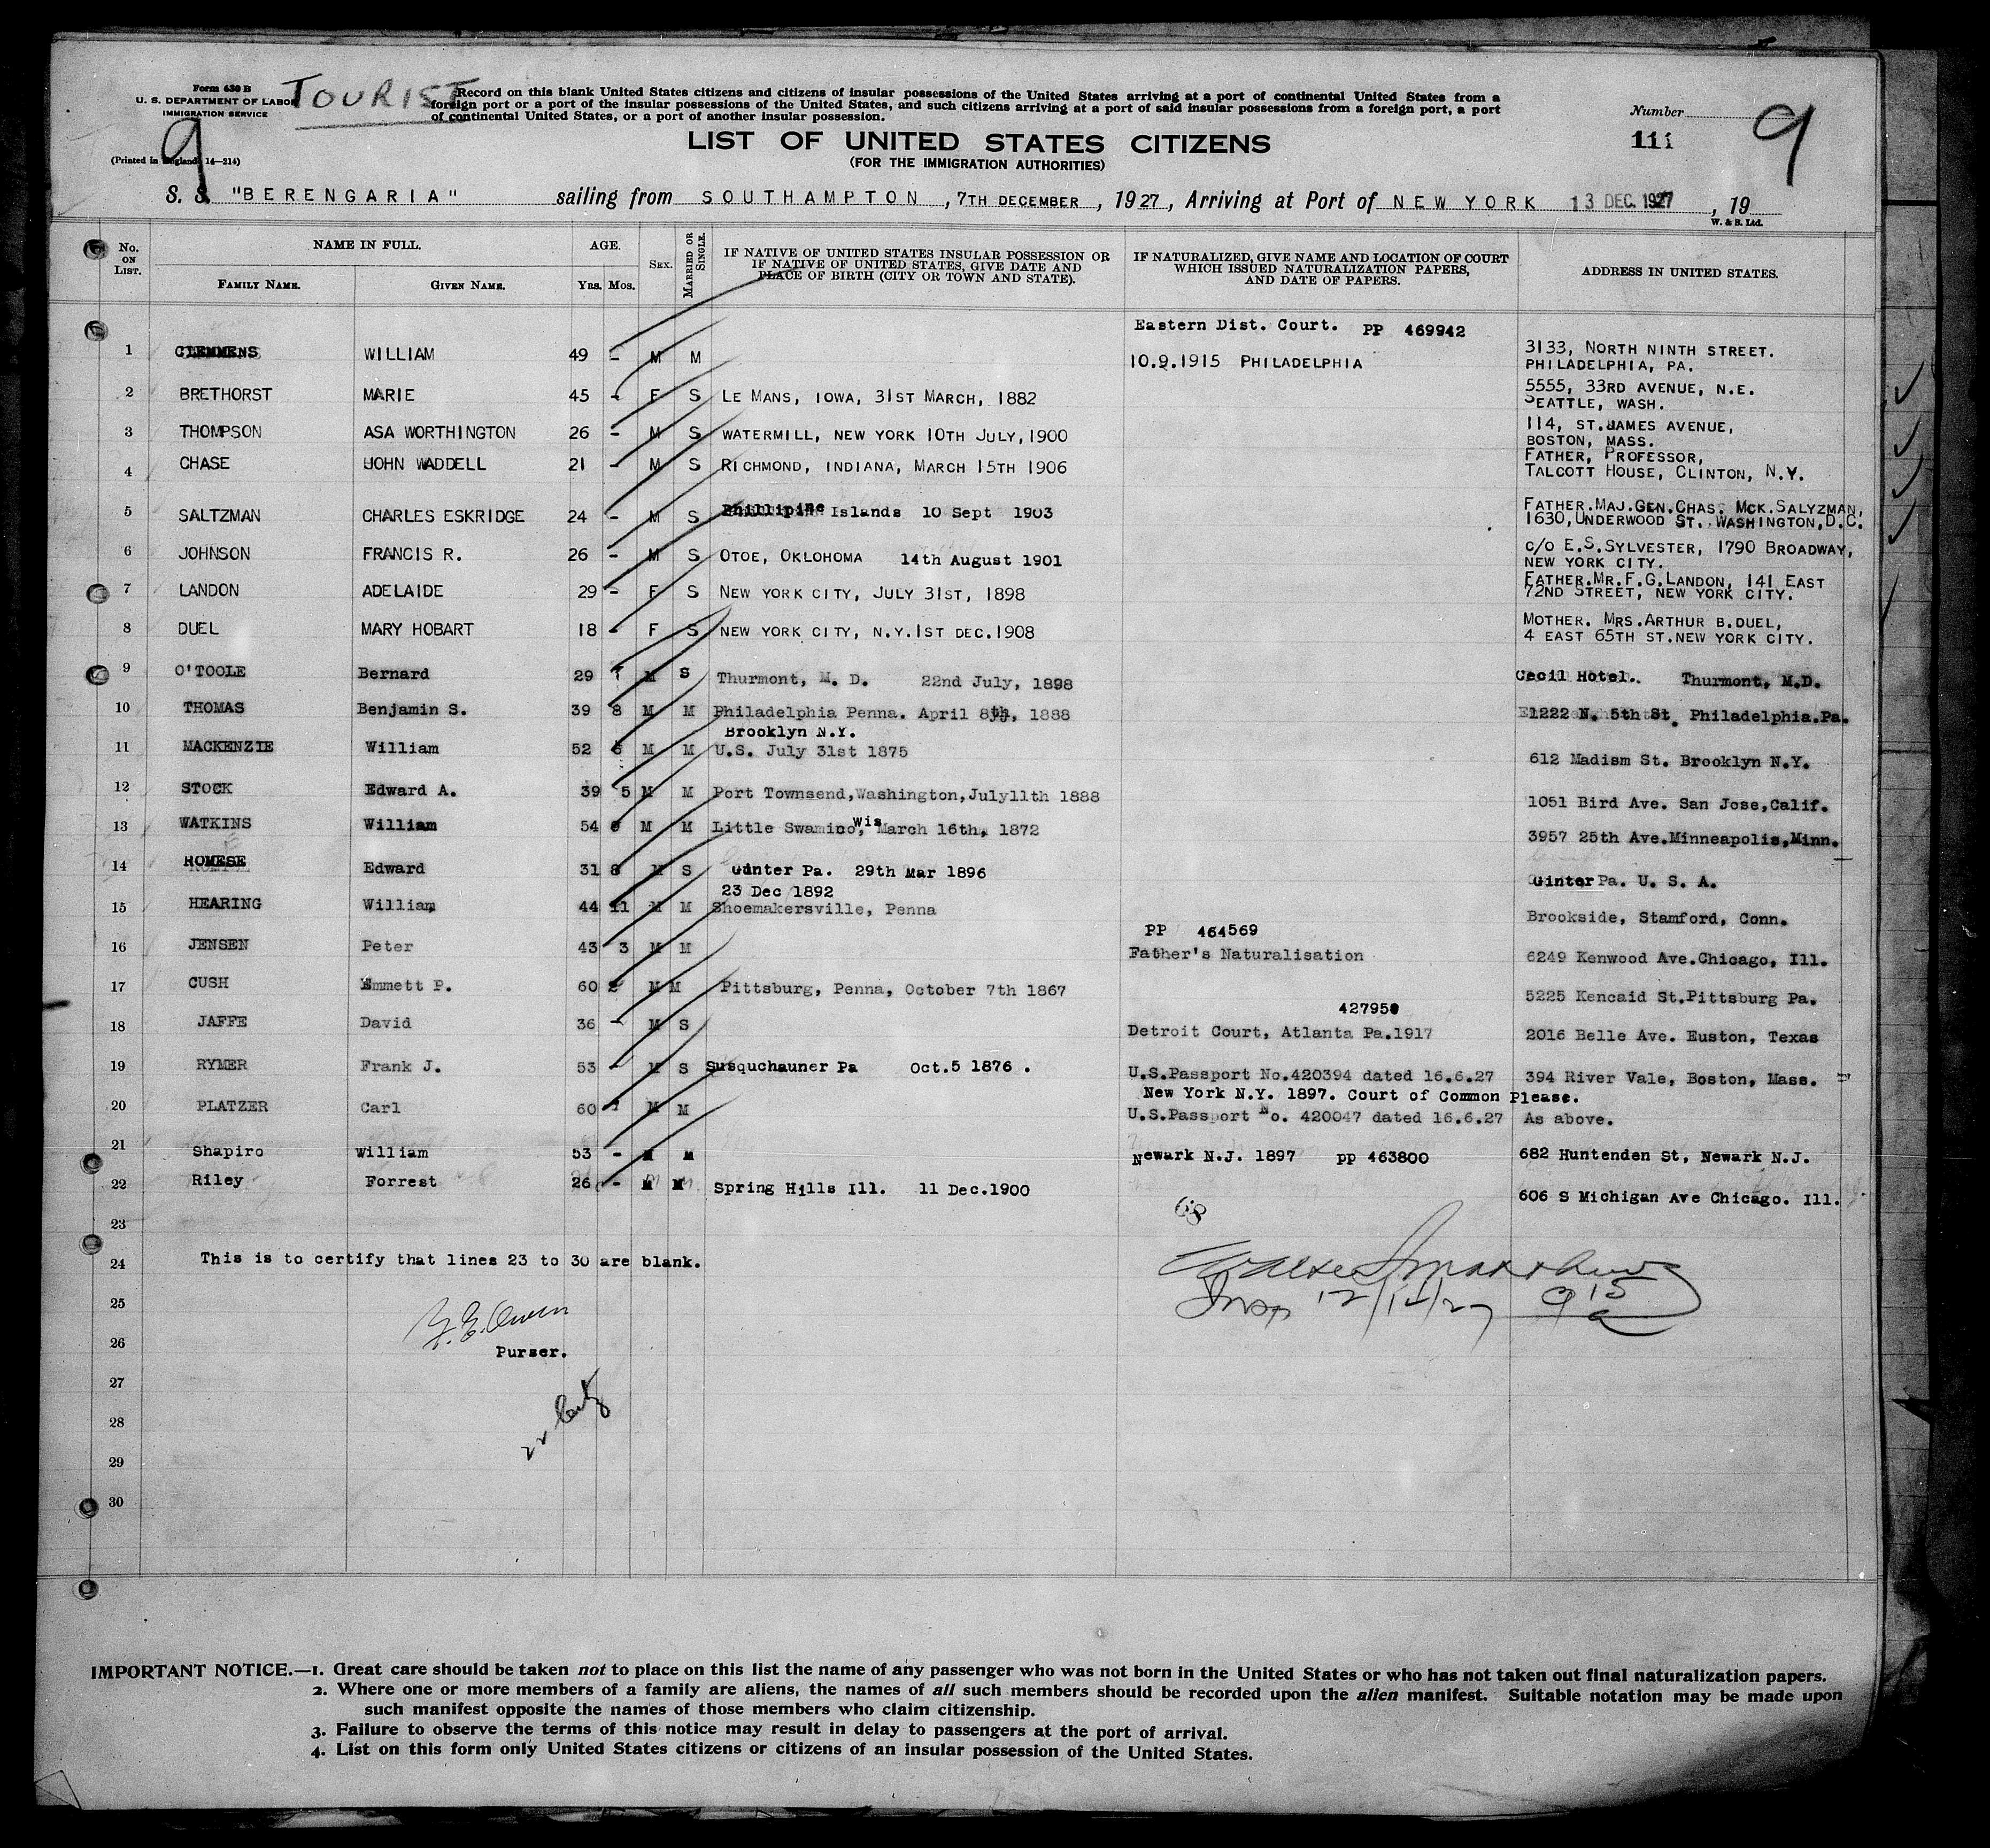 Form 630 B
U. S. DEPARTMENT OF LABOR
IMMIGRATION SERVICE
TOURIST
9
(Printed in England 14—214)
Record on this blank United States citizens and citizens of insular possessions of the United States arriving at a port of continental United States from a
foreign port or a port of the insular possessions of the United States, and such citizens arriving at a port of said insular possessions from a foreign port, a port
of continental United States, or a port of another insular possession.
Number
111
9
LIST OF UNITED STATES CITIZENS
(FOR THE IMMIGRATION AUTHORITIES)
S. S. "BERENGARIA" sailing from SOUTHAMPTON, 7TH DECEMBER, 1927, Arriving at Port of NEW YORK 13 DEC. 1927, 19
W. & S. Ltd.
No. ON LIST. NAME IN FULL. FAMILY NAME. GIVEN NAME. AGE. YRS. MOS. SEX. MARRIED OR SINGLE. IF NATIVE OF UNITED STATES INSULAR POSSESSION OR IF NATIVE OF UNITED STATES, GIVE DATE AND PLACE OF BIRTH (CITY OR TOWN AND STATE). IF NATURALIZED, GIVE NAME AND LOCATION OF COURT WHICH ISSUED NATURALIZATION PAPERS, AND DATE OF PAPERS. ADDRESS IN UNITED STATES.
Eastern Dist. Court. PP 469942
1 CLEMMENS WILLIAM 49 - M M 10.9.1915 PHILADELPHIA 3133, NORTH NINTH STREET. PHILADELPHIA, PA.
2 BRETHORST MARIE 45 - F S LE MANS, IOWA, 31ST MARCH, 1882 5555, 33RD AVENUE, N.E. SEATTLE, WASH.
3 THOMPSON ASA WORTHINGTON 26 - M S WATERMILL, NEW YORK 10TH JULY, 1900 114, ST.JAMES AVENUE, BOSTON, MASS.
4 CHASE JOHN WADDELL 21 - M S RICHMOND, INDIANA, MARCH 15TH 1906 FATHER, PROFESSOR, TALCOTT HOUSE, CLINTON, N.Y.
5 SALTZMAN CHARLES ESKRIDGE 24 - M S Phillipine Islands 10 Sept 1903 FATHER.MAJ.GEN.CHAS. MCK.SALYZMAN, 1630,UNDERWOOD ST. WASHINGTON,D.C.
6 JOHNSON FRANCIS R. 26 - M S OTOE, OKLOHOMA 14th August 1901 C/O E.S.SYLVESTER, 1790 BROADWAY, NEW YORK CITY.
7 LANDON ADELAIDE 29 - F S NEW YORK CITY, JULY 31ST, 1898 FATHER.MR.F.G.LANDON, 141 EAST 72ND STREET, NEW YORK CITY.
8 DUEL MARY HOBART 18 - F S NEW YORK CITY, N.Y.1ST DEC.1908 MOTHER. MRS.ARTHUR B.DUEL, 4 EAST 65TH ST.NEW YORK CITY.
9 O'TOOLE Bernard 29 M S Thurmont, M. D. 22nd July, 1898 Cecil Hotel. Thurmont, M.D.
10 THOMAS Benjamin S. 39 8 M M Philadelphia Penna. April 8th, 1888 1222 N. 5th St. Philadelphia.Pa.
Brooklyn N.Y.
11 MACKENZIE William 52 M M U.S. July 31st 1875 612 Madism St. Brooklyn N.Y.
12 STOCK Edward A. 39 5 M M Port Townsend,Washington,July11th 1888 1051 Bird Ave. San Jose,Calif.
13 WATKINS William 54 M M Little Swamico, Wis March 16th, 1872 3957 25th Ave.Minneapolis,Minn.
14 ROMESE Edward 31 8 M S Ginter Pa. 29th Mar 1896 Ginter Pa. U. S. A.
23 Dec 1892
15 HEARING William 44 11 M M Shoemakersville, Penna Brookside, Stamford, Conn.
PP 464569
16 JENSEN Peter 43 3 M M Father's Naturalisation 6249 Kenwood Ave.Chicago, Ill.
17 CUSH Emmett P. 60 M M Pittsburg, Penna, October 7th 1867 5225 Kencaid St.Pittsburg Pa.
427950
18 JAFFE David 36 - M S Detroit Court, Atlanta Pa.1917 2016 Belle Ave. Euston, Texas
19 RYMER Frank J. 53 M S Susquchauner Pa Oct.5 1876 . U.S.Passport No.420394 dated 16.6.27 394 River Vale, Boston, Mass.
New York N.Y. 1897. Court of Common Please.
20 PLATZER Carl 60 M M U.S.Passport No. 420047 dated 16.6.27 As above.
21 Shapiro William 53 - M M Newark N.J. 1897 PP 463800 682 Huntenden St, Newark N.J.
22 Riley Forrest 26 - M M Spring Hills Ill. 11 Dec.1900 606 S Michigan Ave Chicago. Ill.
23
68
24 This is to certify that lines 23 to 30 are blank.
25
26
Purser.
27
28
29
30
IMPORTANT NOTICE.—1. Great care should be taken not to place on this list the name of any passenger who was not born in the United States or who has not taken out final naturalization papers.
2. Where one or more members of a family are aliens, the names of all such members should be recorded upon the alien manifest. Suitable notation may be made upon
such manifest opposite the names of those members who claim citizenship.
3. Failure to observe the terms of this notice may result in delay to passengers at the port of arrival.
4. List on this form only United States citizens or citizens of an insular possession of the United States.